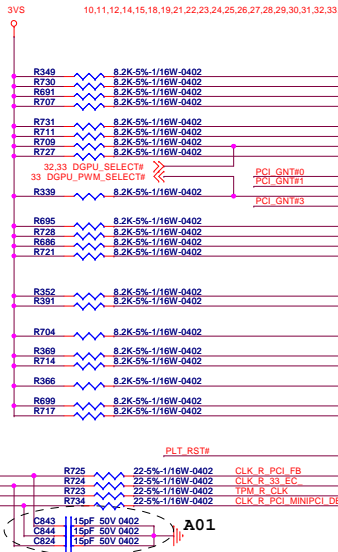 3VS 10,11,12,14,15,18,19,21,22,23,24,25,26,27,28,29,30,31,32,33
R349 8.2K-5%-1/16W-0402
R730 8.2K-5%-1/16W-0402
R691 8.2K-5%-1/16W-0402
R707 8.2K-5%-1/16W-0402
R731 8.2K-5%-1/16W-0402
R711 8.2K-5%-1/16W-0402
R709 8.2K-5%-1/16W-0402
R727 8.2K-5%-1/16W-0402
32,33 DGPU_SELECT#
PCI_GNT#0
33 DGPU_PWM_SELECT#
PCI_GNT#1
R339 8.2K-5%-1/16W-0402
PCI_GNT#3
R695 8.2K-5%-1/16W-0402
R728 8.2K-5%-1/16W-0402
R686 8.2K-5%-1/16W-0402
R721 8.2K-5%-1/16W-0402
R352 8.2K-5%-1/16W-0402
R391 8.2K-5%-1/16W-0402
R704 8.2K-5%-1/16W-0402
R369 8.2K-5%-1/16W-0402
R714 8.2K-5%-1/16W-0402
R366 8.2K-5%-1/16W-0402
R699 8.2K-5%-1/16W-0402
R717 8.2K-5%-1/16W-0402
PLT_RST#
R725 22-5%-1/16W-0402 CLK_R_PCI_FB
R724 22-5%-1/16W-0402 CLK_R_33_EC_
R723 22-5%-1/16W-0402 TPM_R_CLK
R734 22-5%-1/16W-0402 CLK_R_PCI_MINIPCI_DE
C843 15pF 50V 0402 A01
C844 15pF 50V 0402
C824 15pF 50V 0402